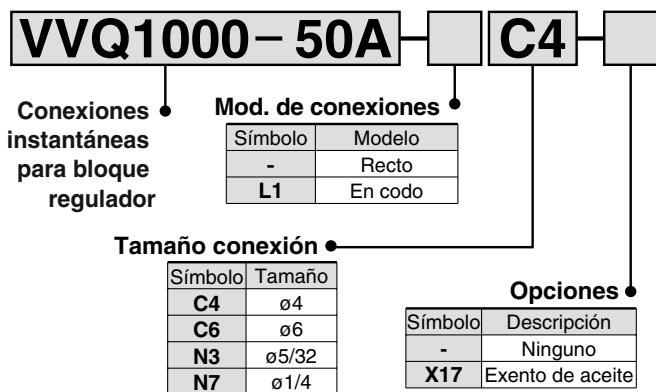 VVQ1000-50A- C4-
Conexiones
instantáneas
para bloque
regulador
Mod. de conexiones
Símbolo Modelo
- Recto
L1 En codo
Tamaño conexión
Símbolo Tamaño
C4 ø4
C6 ø6
N3 ø5/32
N7 ø1/4
Opciones
Símbolo Descripción
- Ninguno
X17 Exento de aceite